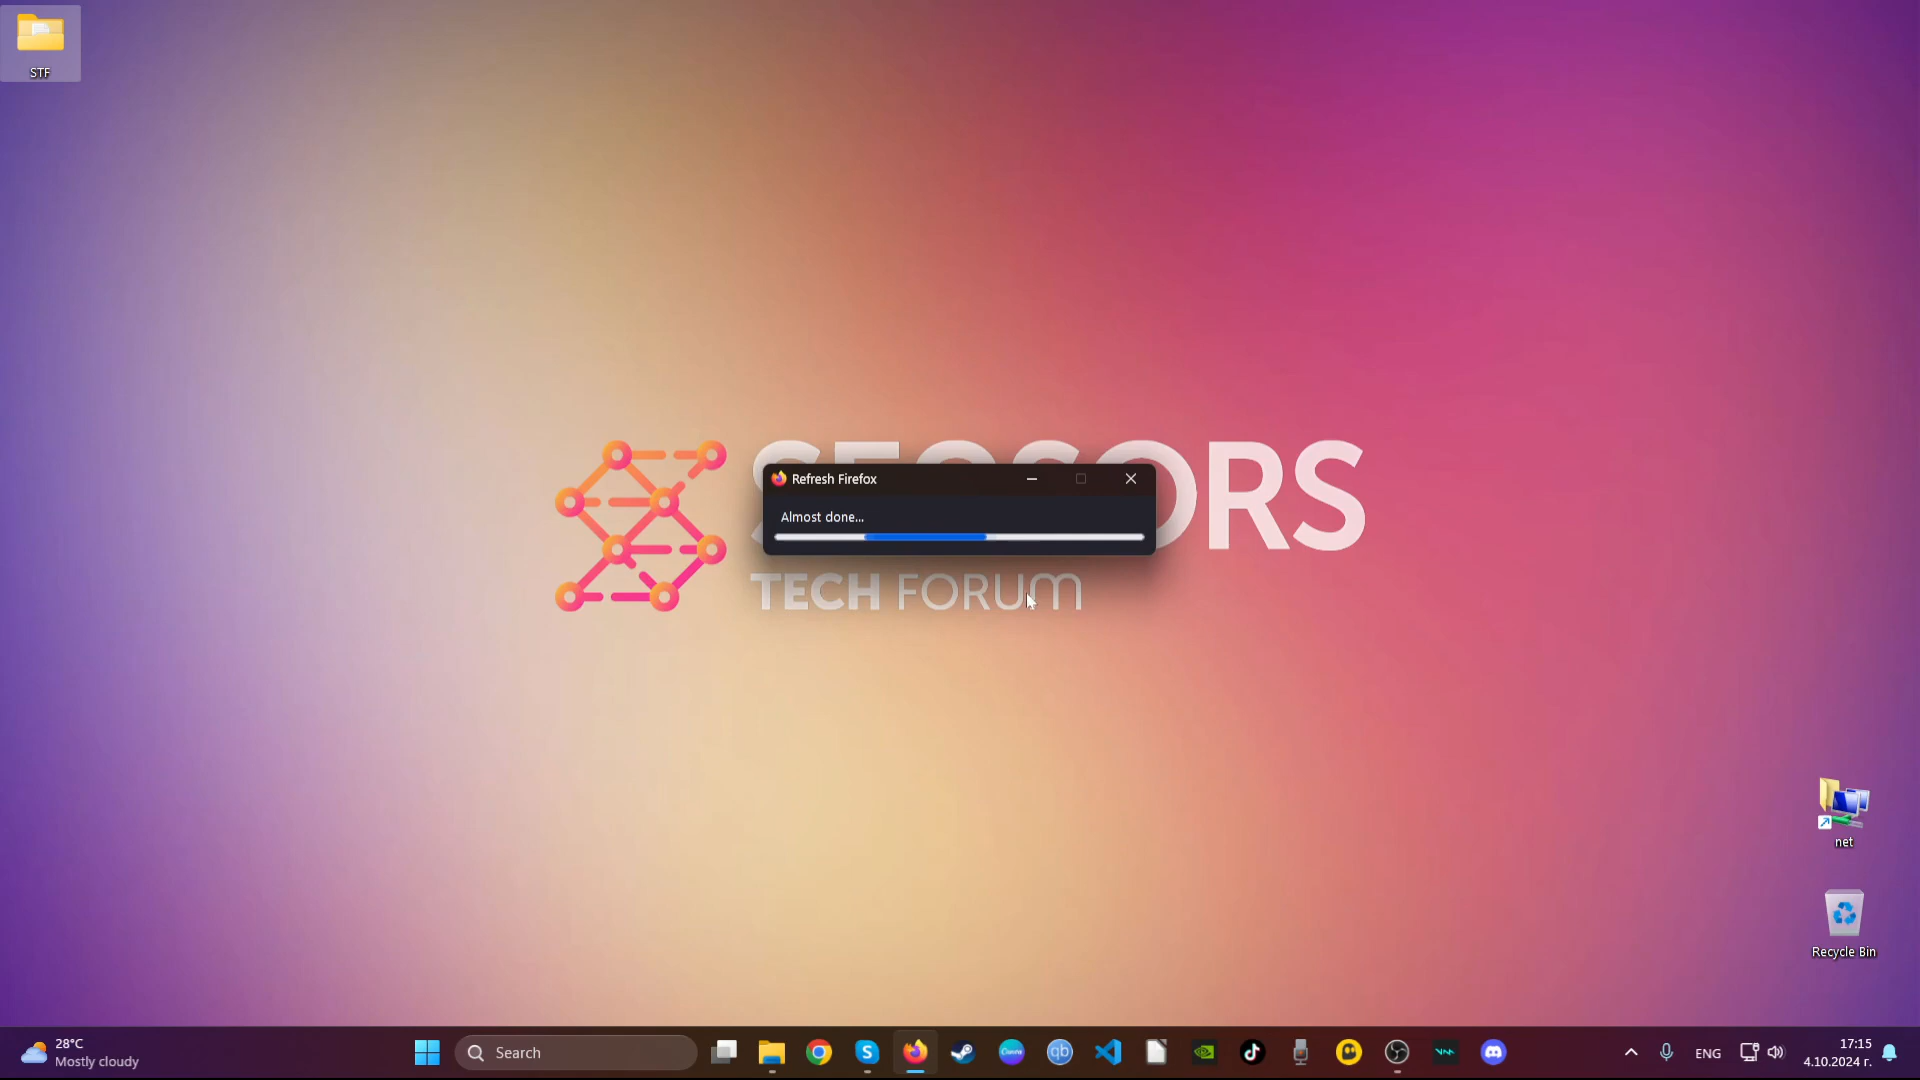 STF
SENSORS
TECH FORUM
Refresh Firefox
Almost done...
net
Recycle Bin
28°C
Mostly cloudy
Search
ENG
17:15
4.10.2024 г.